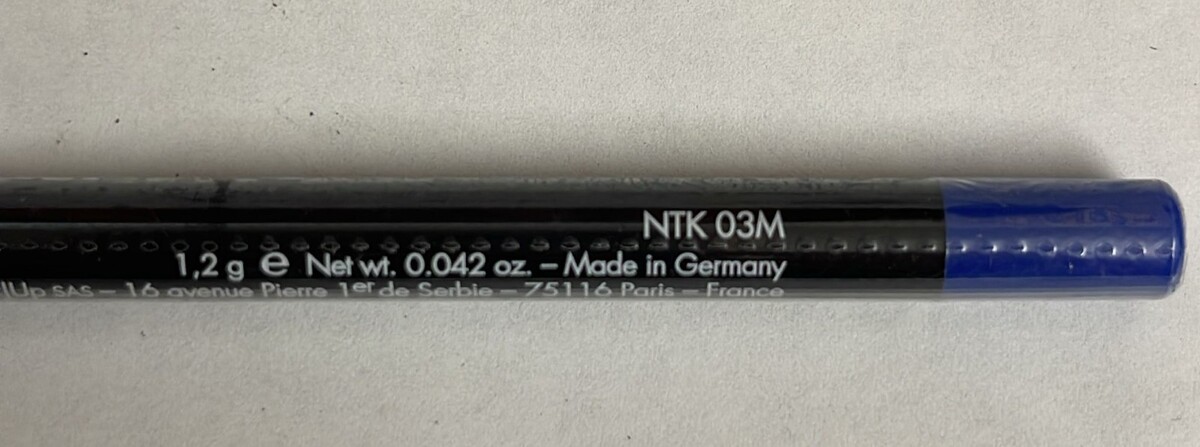 NTK 03M
1,2 g ℮ Net wt. 0.042 oz. – Made in Germany
Up SAS – 16 avenue Pierre 1er de Serbie – 75116 Paris – France